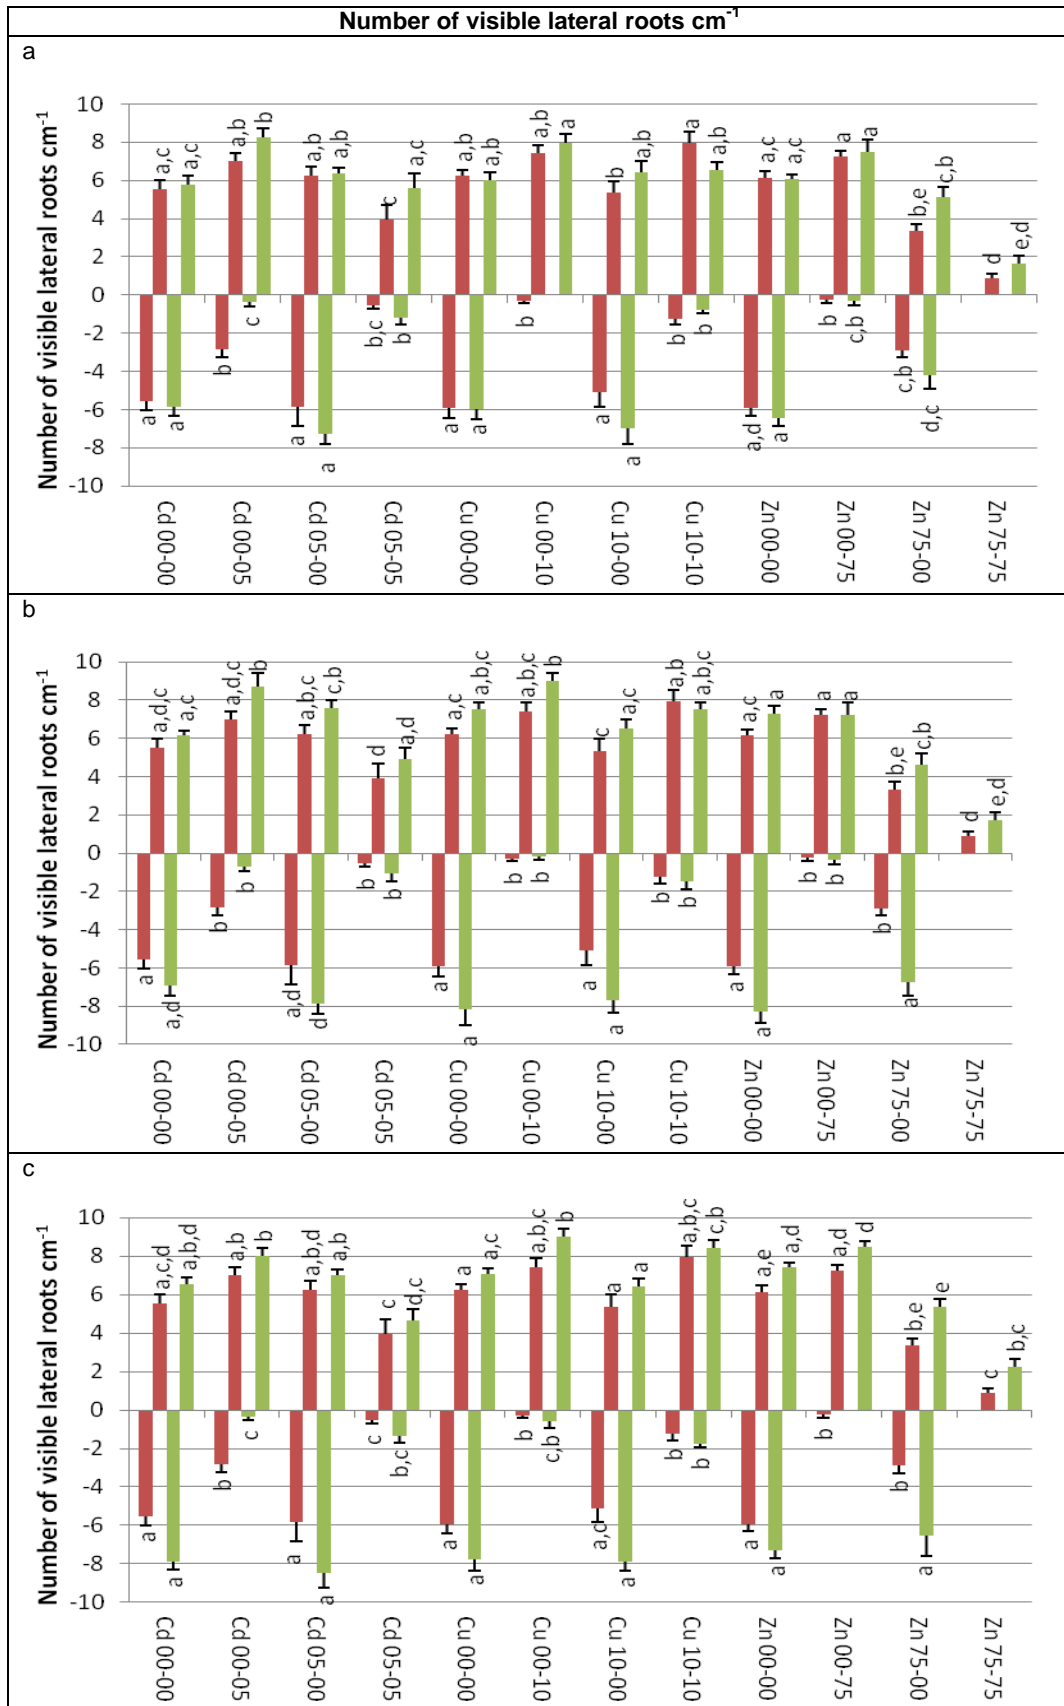 Number of visible lateral roots cm-1
a
Number of visible lateral roots cm-1
10
8
6
4
2
0
-2
-4
-6
-8
-10
a,c a,c a,b b a,b a,b c a,c a,b a,b a,b a b a,b a a,b a,c a,c a a b,e c,b d e,d
a a b c a a b,c b a a b a a b b a,d a b c,b c,b d,c
Cd 00-00 Cd 00-05 Cd 05-00 Cd 05-05 Cu 00-00 Cu 00-10 Cu 10-00 Cu 10-10 Zn 00-00 Zn 00-75 Zn 75-00 Zn 75-75
b
Number of visible lateral roots cm-1
10
8
6
4
2
0
-2
-4
-6
-8
-10
a,d,c a,c a,d,c b a,b,c c,b d a,d a,c a,b,c a,b,c b c a,c a,b a,b,c a,c a a a b,e c,b d e,d
a a,d b b a,d d b b a a b b a a b b a a b b b a
Cd 00-00 Cd 00-05 Cd 05-00 Cd 05-05 Cu 00-00 Cu 00-10 Cu 10-00 Cu 10-10 Zn 00-00 Zn 00-75 Zn 75-00 Zn 75-75
c
Number of visible lateral roots cm-1
10
8
6
4
2
0
-2
-4
-6
-8
-10
a,c,d a,b,d a,b b a,b,d a,b c d,c a a,c a,b,c b a a a,b,c c,b a,e a,d a,d d b,e e c b,c
a a b c a a c b,c a a b c,b a,c a b b a a b b a
Cd 00-00 Cd 00-05 Cd 05-00 Cd 05-05 Cu 00-00 Cu 00-10 Cu 10-00 Cu 10-10 Zn 00-00 Zn 00-75 Zn 75-00 Zn 75-75